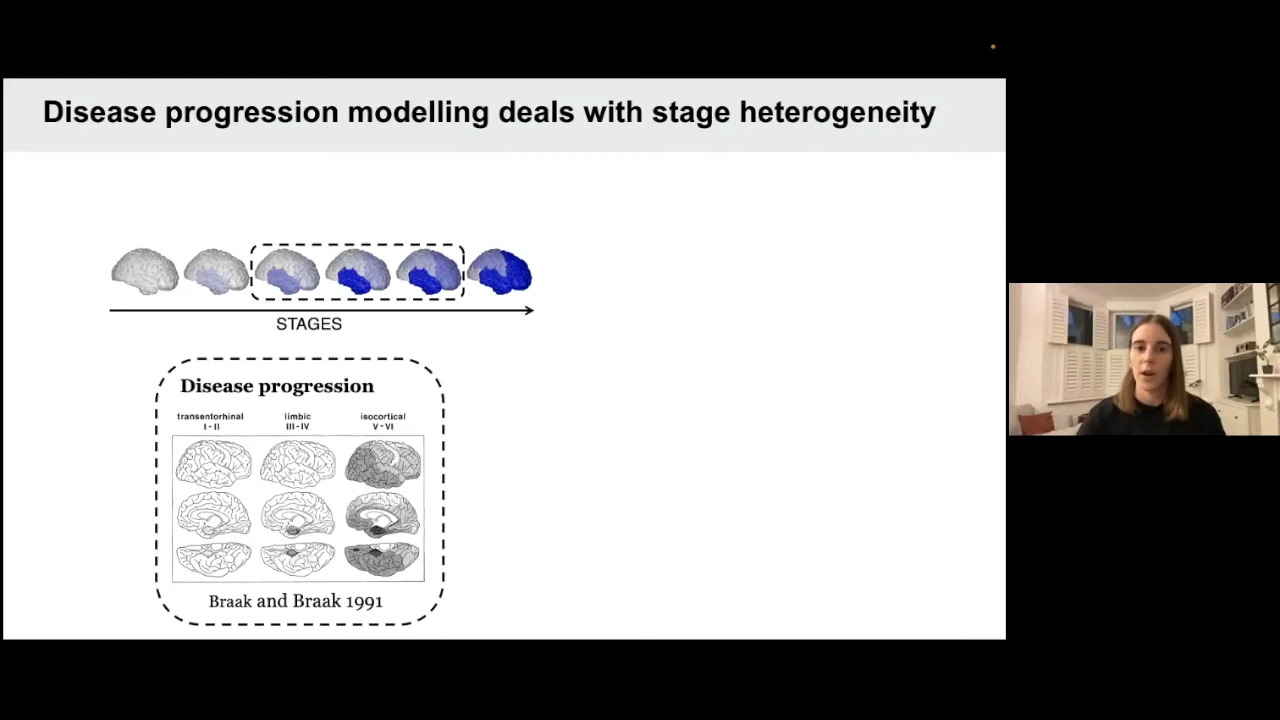 Disease progression modelling deals with stage heterogeneity
STAGES
Disease progression
transentorhinal limbic isocortical
I - II III - IV V - VI
Braak and Braak 1991